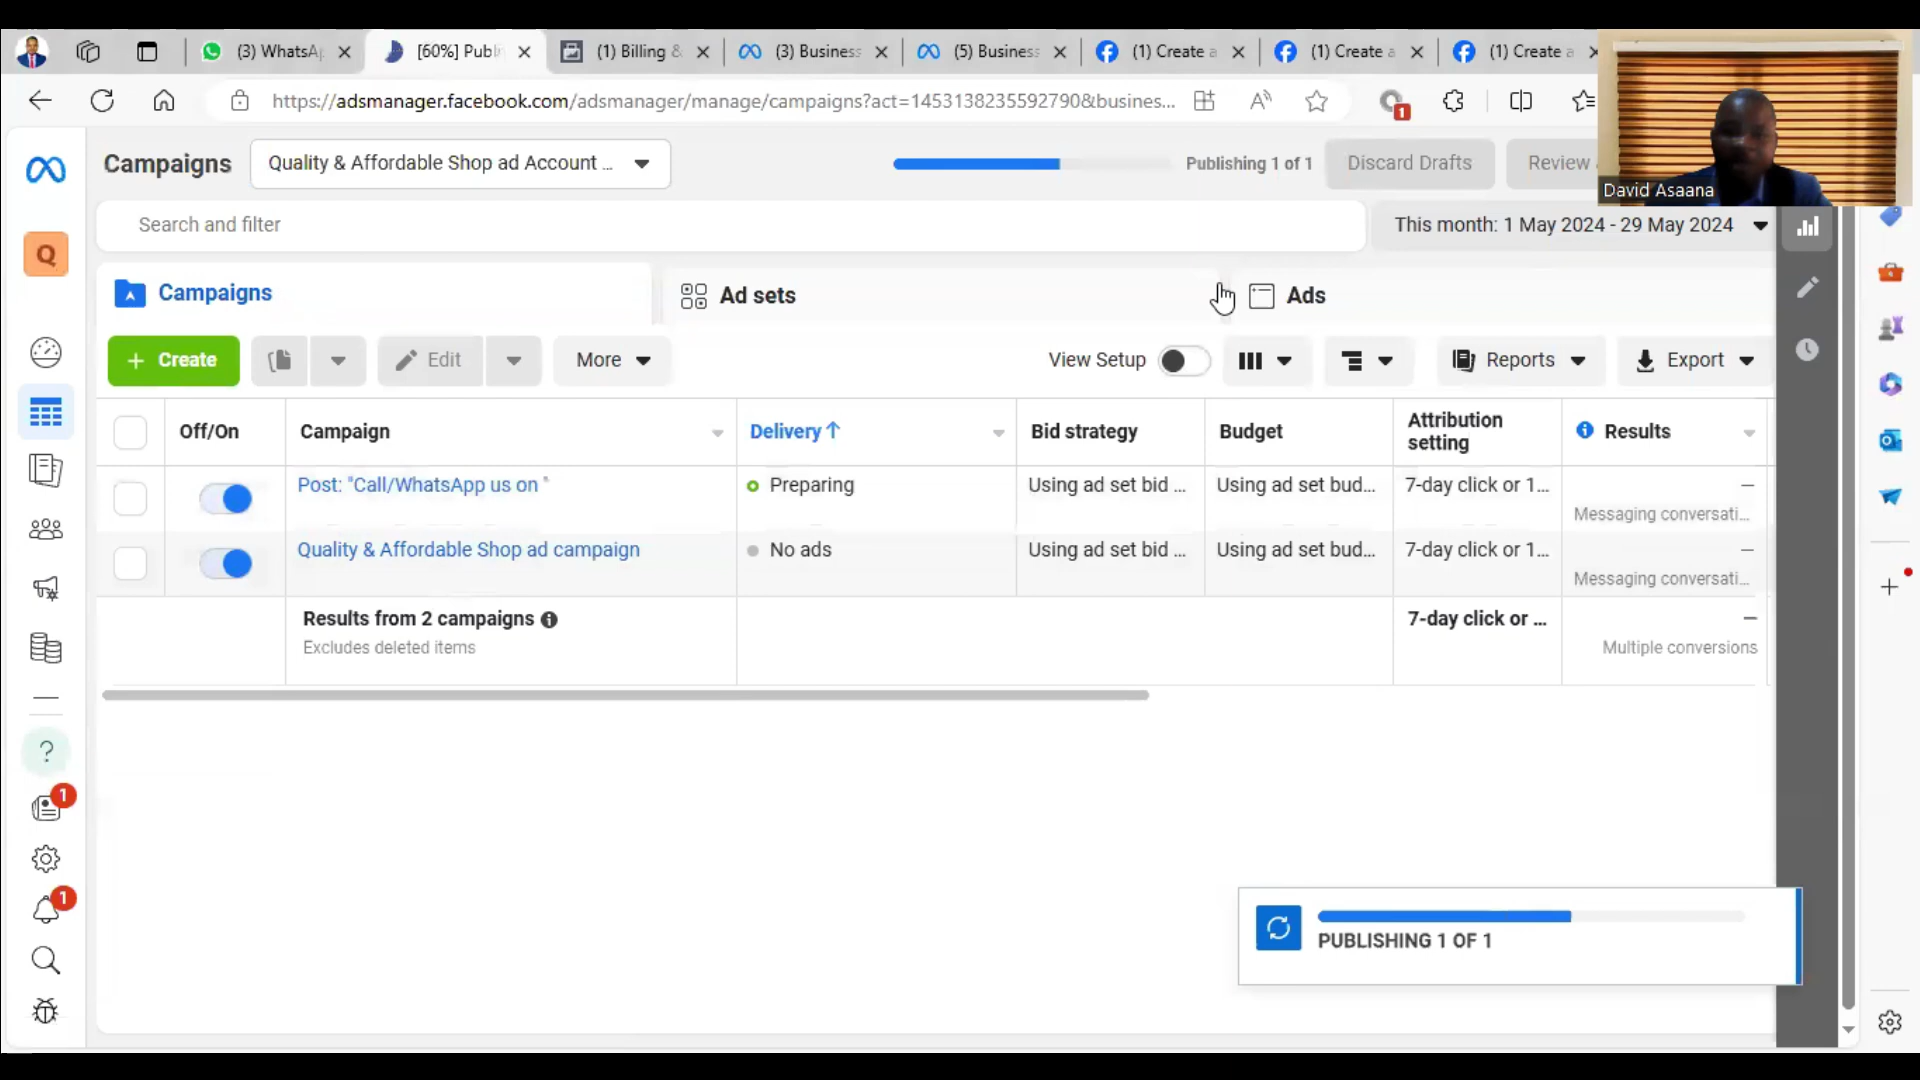 (3) WhatsAp
[60%] Publi
(1) Billing &
(3) Business
(5) Business
(1) Create a
(1) Create a
(1) Create a
https://adsmanager.facebook.com/adsmanager/manage/campaigns?act=1453138235592790&busines...
1
Campaigns
Quality & Affordable Shop ad Account ...
Publishing 1 of 1
Discard Drafts
Review
David Asaana
Search and filter
This month: 1 May 2024 - 29 May 2024
Q
Campaigns
Ad sets
Ads
+ Create
Edit
More
View Setup
Reports
Export
Off/On
Campaign
Delivery ↑
Bid strategy
Budget
Attribution setting
Results
Post: "Call/WhatsApp us on "
Preparing
Using ad set bid ...
Using ad set bud...
7-day click or 1...
—
Messaging conversati...
Quality & Affordable Shop ad campaign
No ads
Using ad set bid ...
Using ad set bud...
7-day click or 1...
—
Messaging conversati...
Results from 2 campaigns
7-day click or ...
—
Excludes deleted items
Multiple conversions
?
1
1
PUBLISHING 1 OF 1